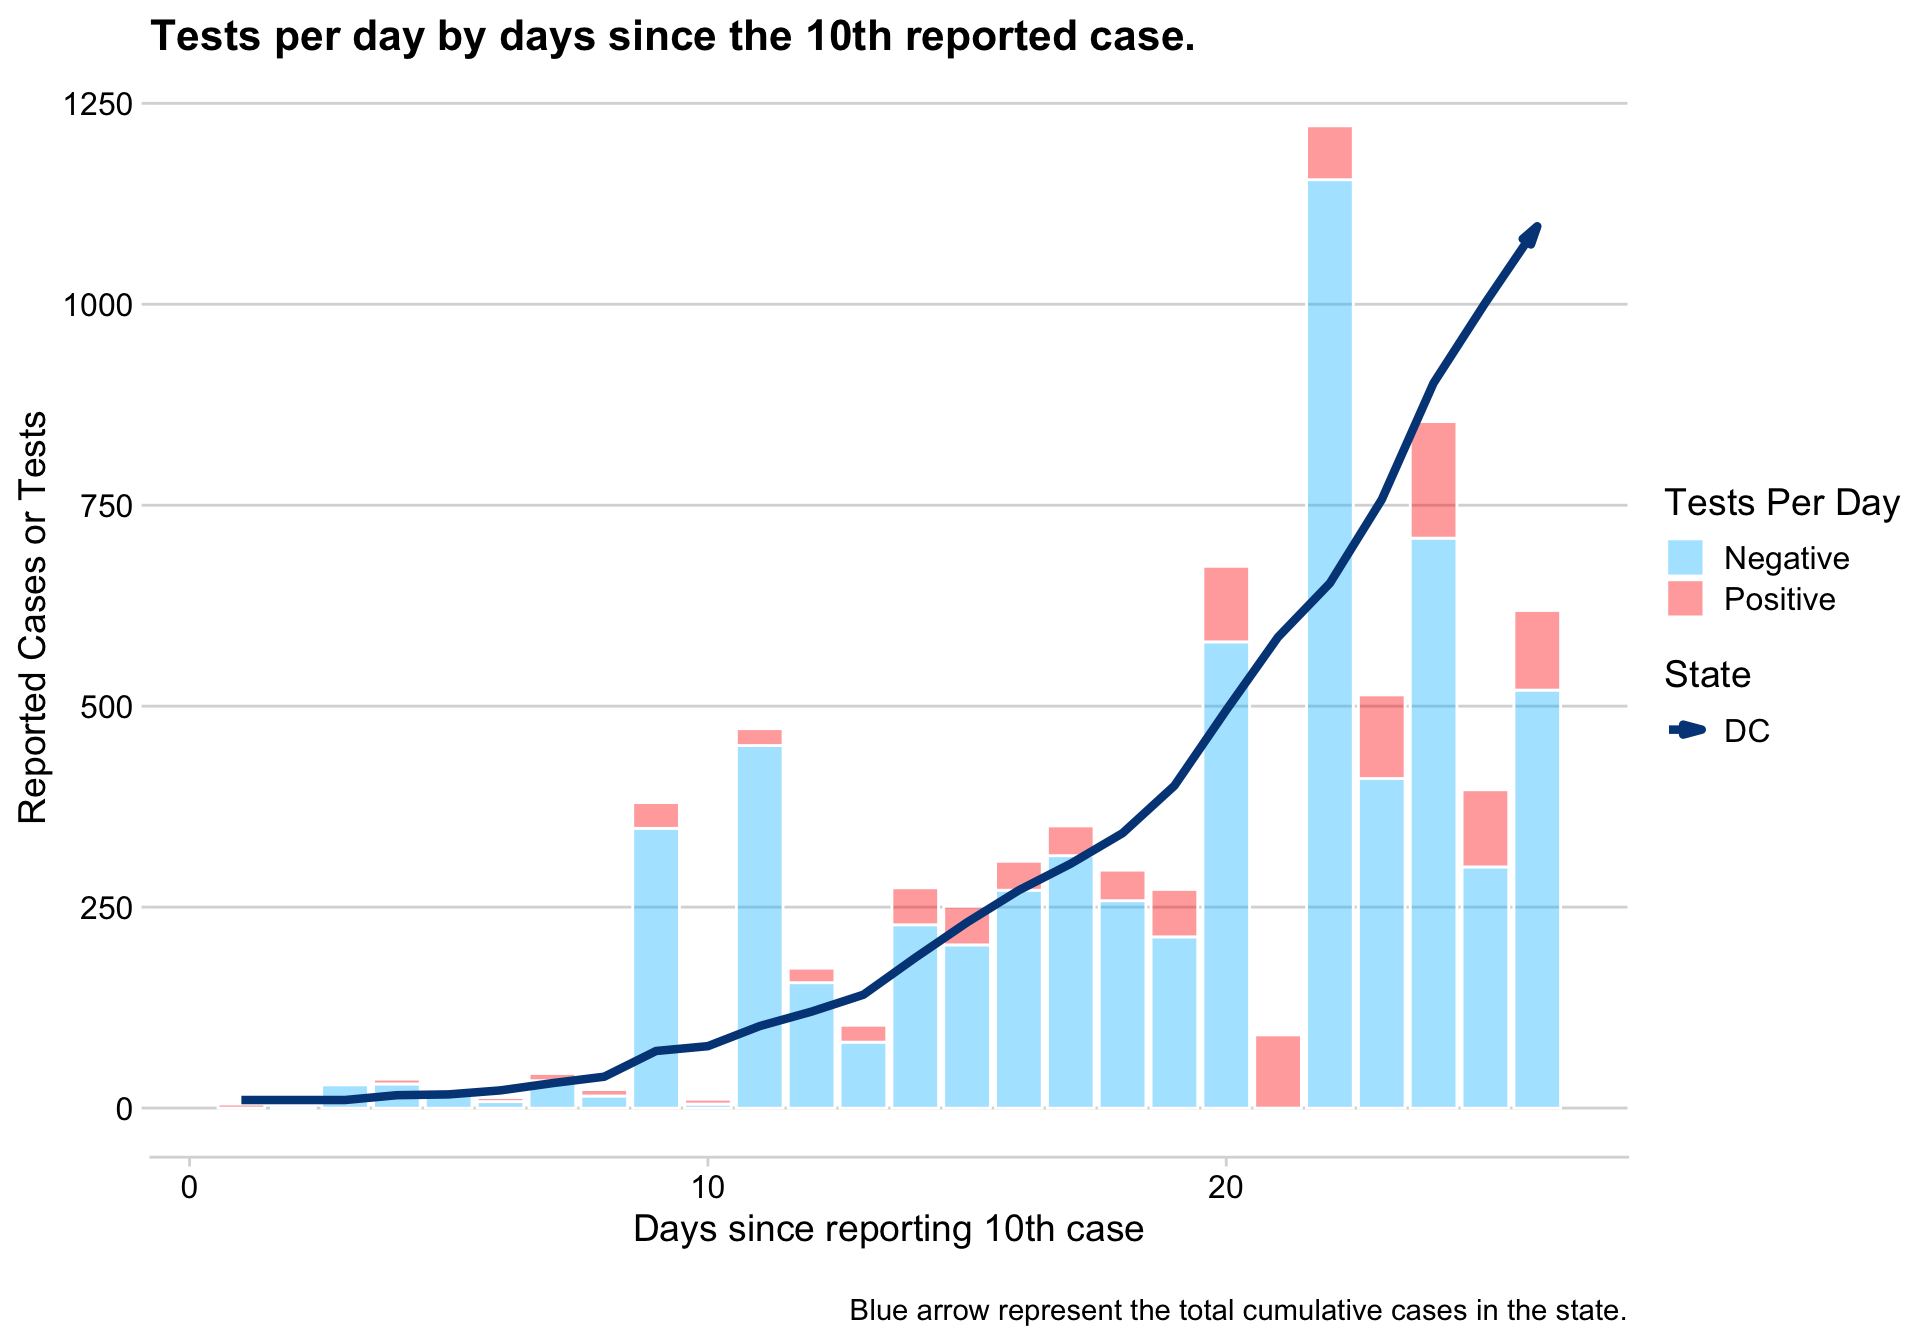 Tests per day by days since the 10th reported case.
1250
1000
750
500
250
0
Reported Cases or Tests
0 10 20
Days since reporting 10th case
Tests Per Day
Negative
Positive
State
DC
Blue arrow represent the total cumulative cases in the state.